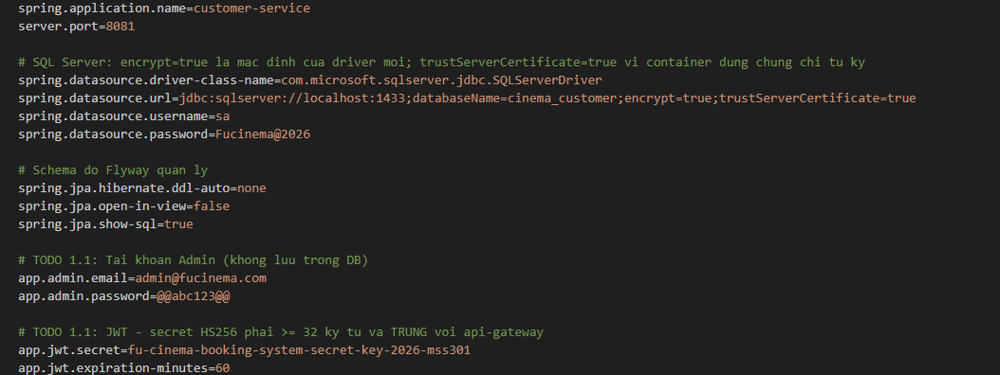 spring.application.name=customer-service
server.port=8081
# SQL Server: encrypt=true la mac dinh cua driver moi; trustServerCertificate=true vi container dung chung chi tu ky
spring.datasource.driver-class-name=com.microsoft.sqlserver.jdbc.SQLServerDriver
spring.datasource.url=jdbc:sqlserver://localhost:1433;databaseName=cinema_customer;encrypt=true;trustServerCertificate=true
spring.datasource.username=sa
spring.datasource.password=Fucinema@2026
# Schema do Flyway quan ly
spring.jpa.hibernate.ddl-auto=none
spring.jpa.open-in-view=false
spring.jpa.show-sql=true
# TODO 1.1: Tai khoan Admin (khong luu trong DB)
app.admin.email=admin@fucinema.com
app.admin.password=@@abc123@@
# TODO 1.1: JWT - secret HS256 phai >= 32 ky tu va TRUNG voi api-gateway
app.jwt.secret=fu-cinema-booking-system-secret-key-2026-mss301
app.jwt.expiration-minutes=60